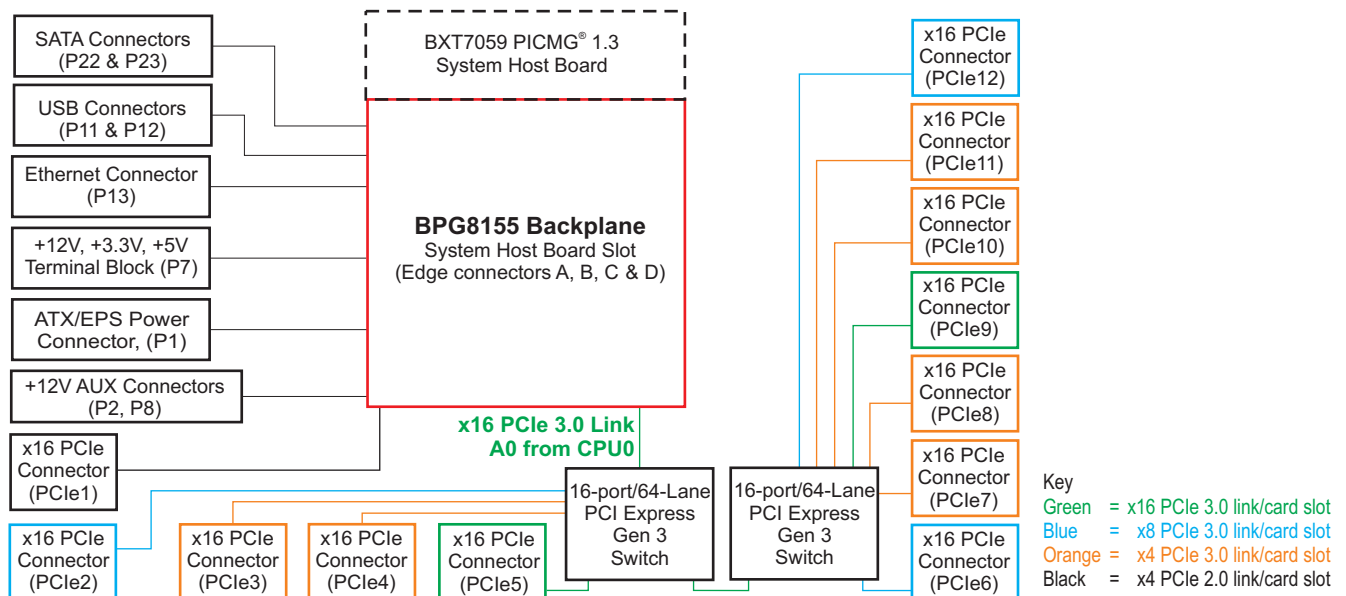 SATA Connectors
(P22 & P23)
USB Connectors
(P11 & P12)
Ethernet Connector
(P13)
+12V, +3.3V, +5V
Terminal Block (P7)
ATX/EPS Power
Connector, (P1)
+12V AUX Connectors
(P2, P8)
x16 PCIe
Connector
(PCIe1)
BXT7059 PICMG® 1.3
System Host Board
BPG8155 Backplane
System Host Board Slot
(Edge connectors A, B, C & D)
x16 PCIe 3.0 Link
A0 from CPU0
x16 PCIe
Connector
(PCIe2)
x16 PCIe
Connector
(PCIe3)
x16 PCIe
Connector
(PCIe4)
x16 PCIe
Connector
(PCIe5)
16-port/64-Lane
PCI Express
Gen 3
Switch
16-port/64-Lane
PCI Express
Gen 3
Switch
x16 PCIe
Connector
(PCIe12)
x16 PCIe
Connector
(PCIe11)
x16 PCIe
Connector
(PCIe10)
x16 PCIe
Connector
(PCIe9)
x16 PCIe
Connector
(PCIe8)
x16 PCIe
Connector
(PCIe7)
x16 PCIe
Connector
(PCIe6)
Key
Green = x16 PCIe 3.0 link/card slot
Blue = x8 PCIe 3.0 link/card slot
Orange = x4 PCIe 3.0 link/card slot
Black = x4 PCIe 2.0 link/card slot